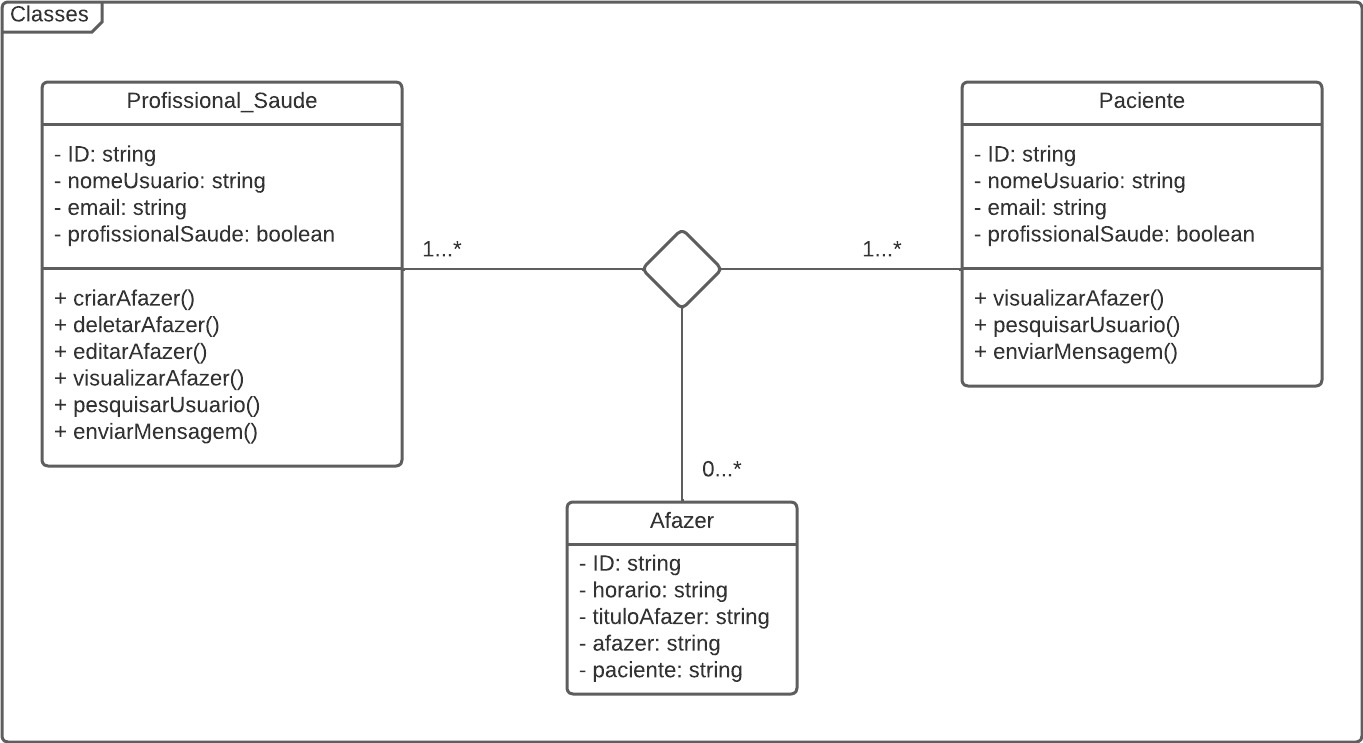 Classes
Profissional_Saude
- ID: string
- nomeUsuario: string
- email: string
- profissionalSaude: boolean
+ criarAfazer()
+ deletarAfazer()
+ editarAfazer()
+ visualizarAfazer()
+ pesquisarUsuario()
+ enviarMensagem()
1...*
1...*
Paciente
- ID: string
- nomeUsuario: string
- email: string
- profissionalSaude: boolean
+ visualizarAfazer()
+ pesquisarUsuario()
+ enviarMensagem()
0...*
Afazer
- ID: string
- horario: string
- tituloAfazer: string
- afazer: string
- paciente: string